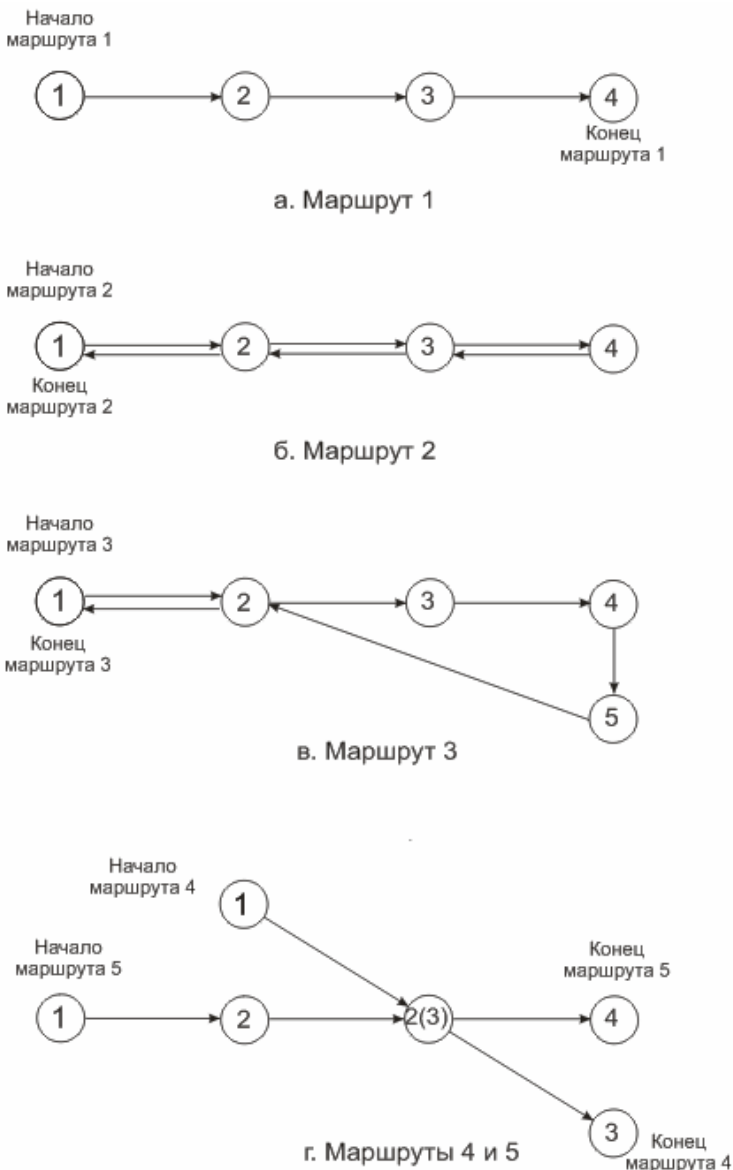 Начало
маршрута 1
1
2
3
4
Конец
маршрута 1
а. Маршрут 1
Начало
маршрута 2
1
2
3
4
Конец
маршрута 2
б. Маршрут 2
Начало
маршрута 3
1
2
3
4
Конец
маршрута 3
5
в. Маршрут 3
Начало
маршрута 4
1
Начало
маршрута 5
Конец
маршрута 5
1
2
2(3)
4
3
Конец
маршрута 4
г. Маршруты 4 и 5